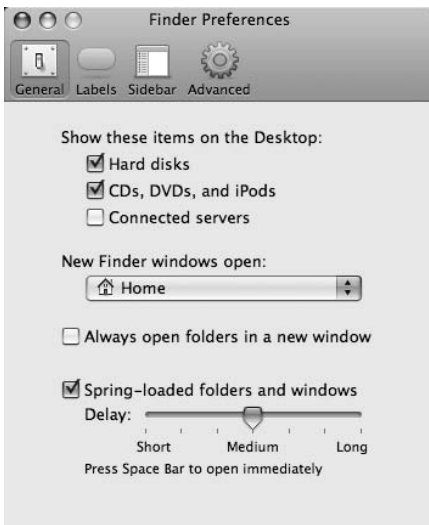 Finder Preferences
General Labels Sidebar Advanced
Show these items on the Desktop:
Hard disks
CDs, DVDs, and iPods
Connected servers
New Finder windows open:
Home
Always open folders in a new window
Spring-loaded folders and windows
Delay:
Short Medium Long
Press Space Bar to open immediately